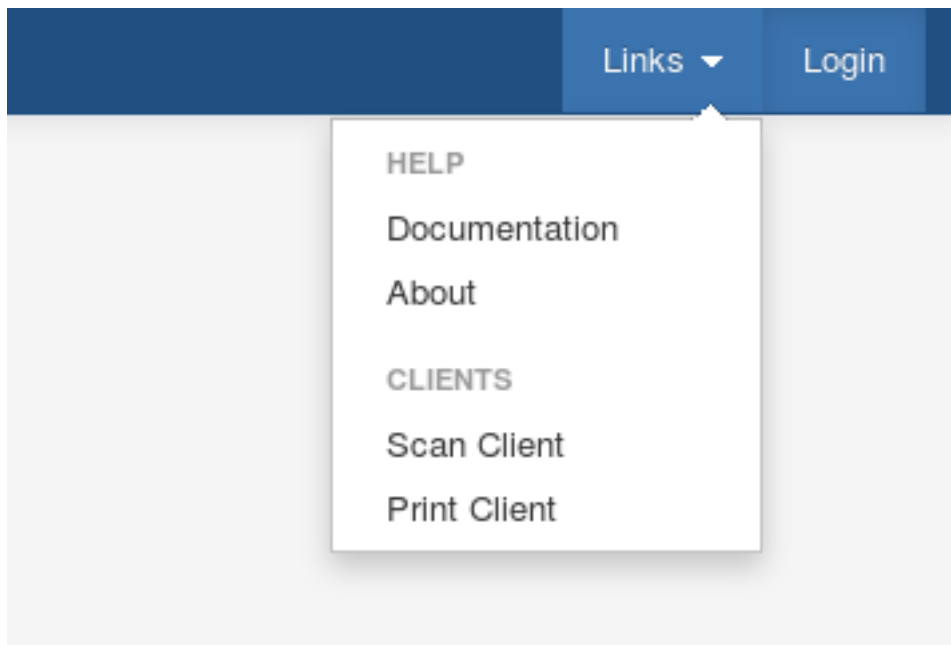 Links
Login
HELP
Documentation
About
CLIENTS
Scan Client
Print Client